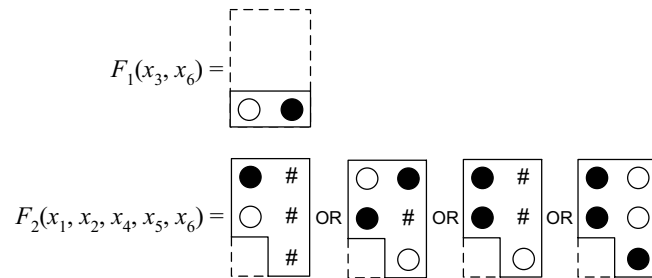 F₁(x₃, x₆) =
# # #
F₂(x₁, x₂, x₄, x₅, x₆) = # # OR # OR # OR
#